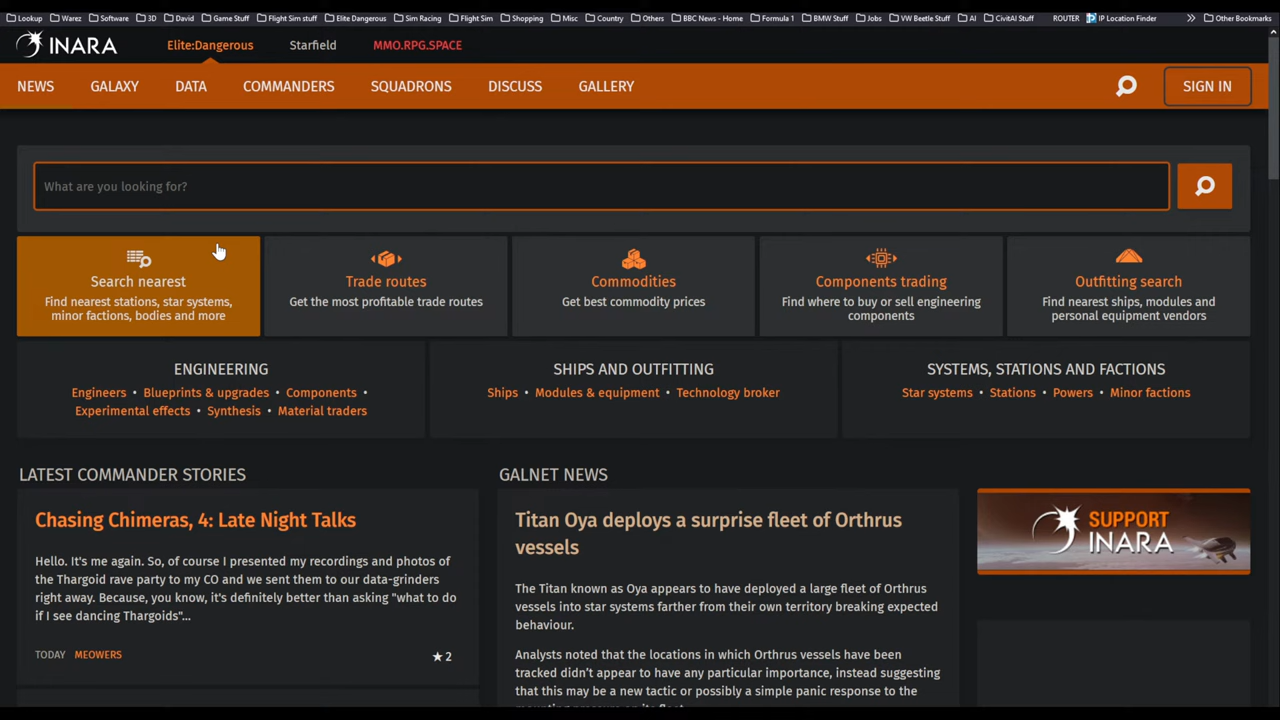 Lookup Warez Software 3D David Game Stuff Flight Sim stuff Elite Dangerous Sim Racing Flight Sim Shopping Misc Country Others BBC News - Home Formula 1 BMW Stuff Jobs VW Beetle Stuff AI CivitAI Stuff ROUTER IP Location Finder Other Bookmarks
INARA Elite:Dangerous Starfield MMO.RPG.SPACE
NEWS GALAXY DATA COMMANDERS SQUADRONS DISCUSS GALLERY SIGN IN
What are you looking for?
Search nearest
Find nearest stations, star systems,
minor factions, bodies and more
Trade routes
Get the most profitable trade routes
Commodities
Get best commodity prices
Components trading
Find where to buy or sell engineering
components
Outfitting search
Find nearest ships, modules and
personal equipment vendors
ENGINEERING
Engineers • Blueprints & upgrades • Components •
Experimental effects • Synthesis • Material traders
SHIPS AND OUTFITTING
Ships • Modules & equipment • Technology broker
SYSTEMS, STATIONS AND FACTIONS
Star systems • Stations • Powers • Minor factions
LATEST COMMANDER STORIES
Chasing Chimeras, 4: Late Night Talks
Hello. It's me again. So, of course I presented my recordings and photos of
the Thargoid rave party to my CO and we sent them to our data-grinders
right away. Because, you know, it's definitely better than asking "what to do
if I see dancing Thargoids"...
TODAY MEOWERS ★ 2
GALNET NEWS
Titan Oya deploys a surprise fleet of Orthrus
vessels
The Titan known as Oya appears to have deployed a large fleet of Orthrus
vessels into star systems farther from their own territory breaking expected
behaviour.
Analysts noted that the locations in which Orthrus vessels have been
tracked didn't appear to have any particular importance, instead suggesting
that this may be a new tactic or possibly a simple panic response to the
SUPPORT
INARA